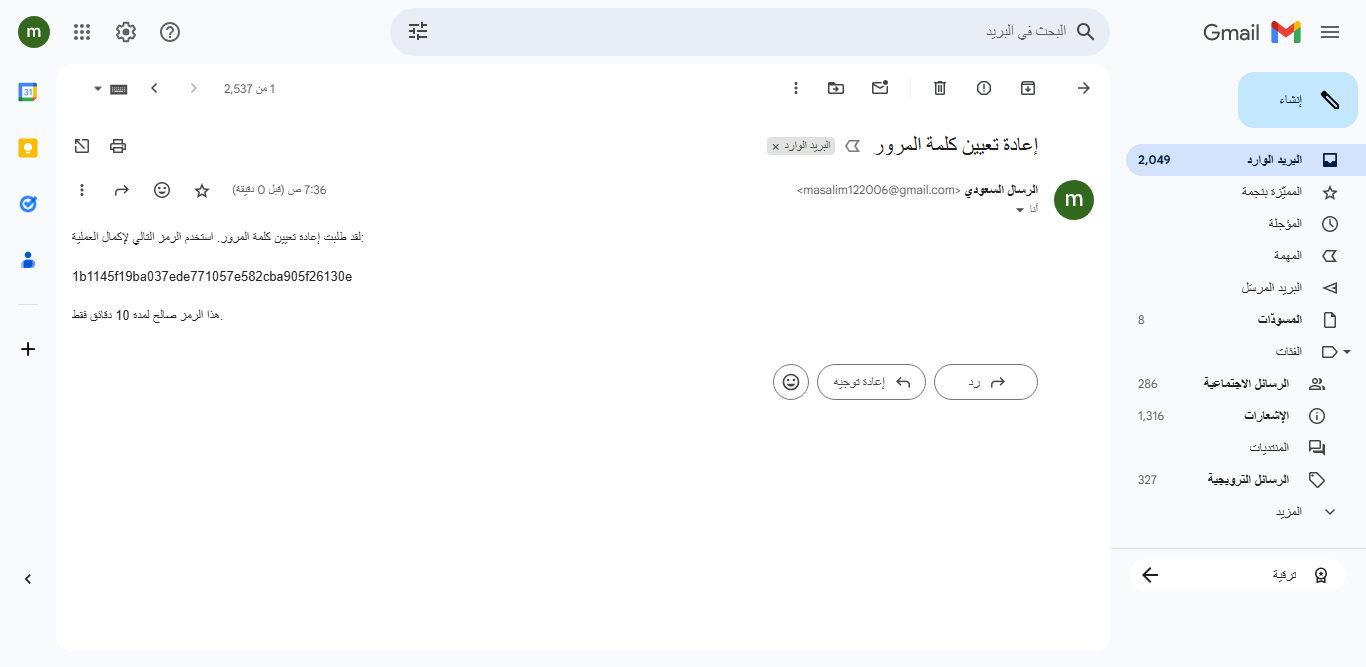 Gmail
البحث في البريد
m
إنشاء
البريد الوارد 2,049
المميّزة بنجمة
المؤجلة
المهمة
البريد المرسَل
المسودّات 8
الفئات
الرسائل الاجتماعية 286
الإشعارات 1,316
المنتديات
الرسائل الترويجية 327
المزيد
ترقية
1 من 2,537
إعادة تعيين كلمة المرور
البريد الوارد ×
الرسال السعودي <masalim122006@gmail.com>
7:36 ص (قبل 0 دقيقة)
m
أنا
لقد طلبت إعادة تعيين كلمة المرور. استخدم الرمز التالي لإكمال العملية:
1b1145f19ba037ede771057e582cba905f26130e
هذا الرمز صالح لمدة 10 دقائق فقط.
رد
إعادة توجيه
31